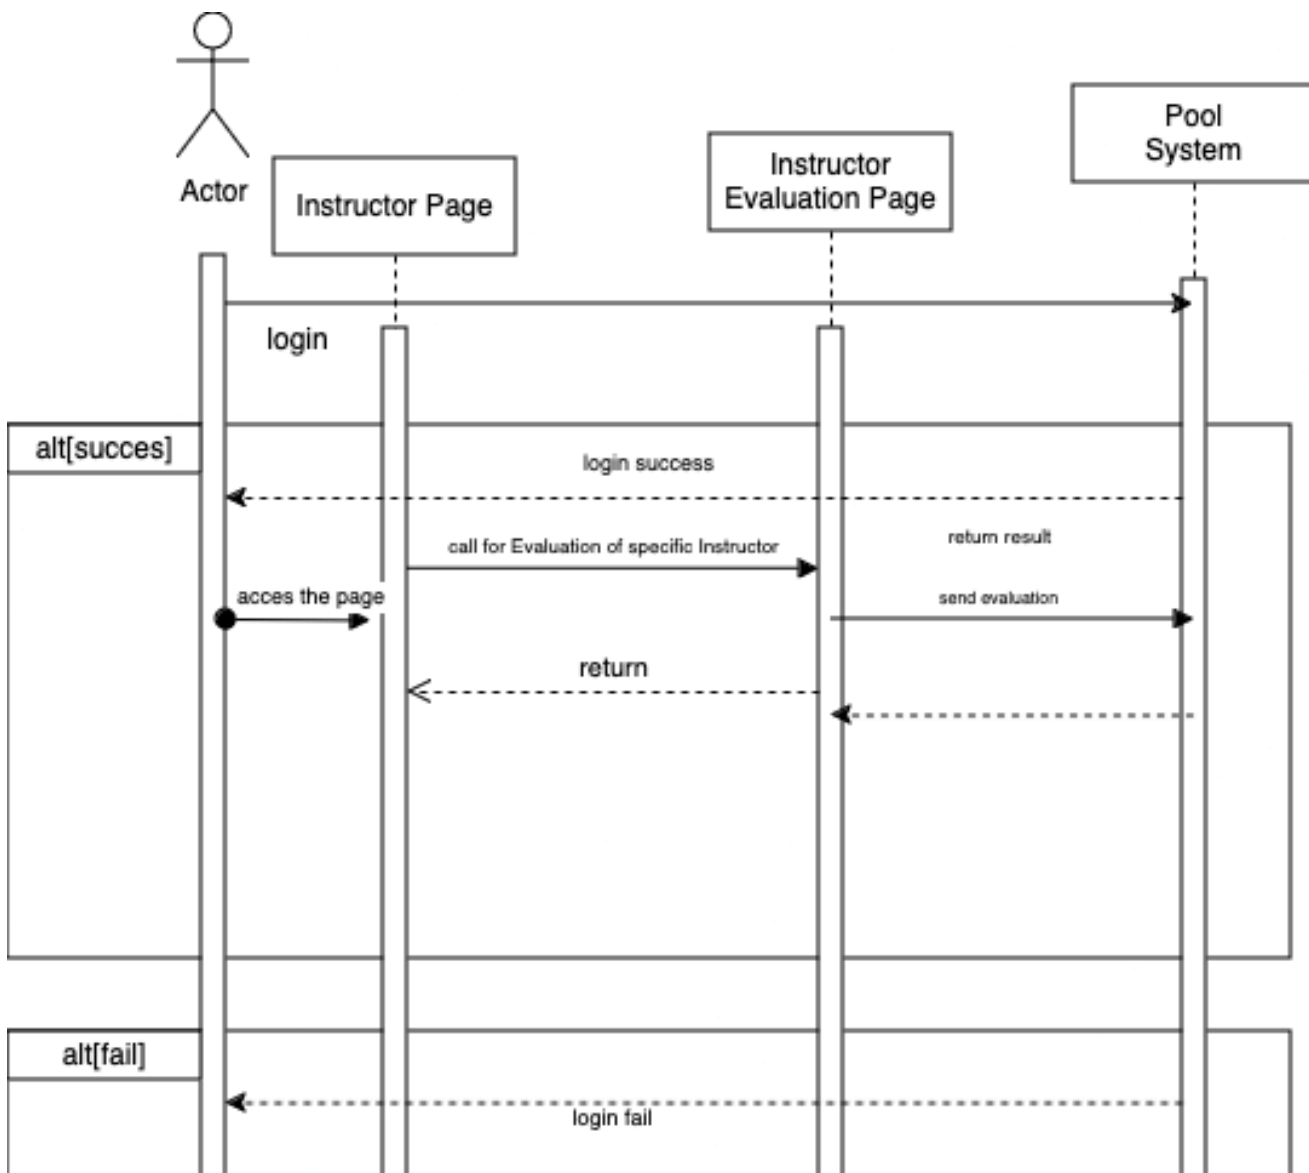 Actor
Instructor Page
Instructor
Evaluation Page
Pool
System
login
alt[succes]
login success
return result
call for Evaluation of specific Instructor
acces the page
send evaluation
return
alt[fail]
login fail